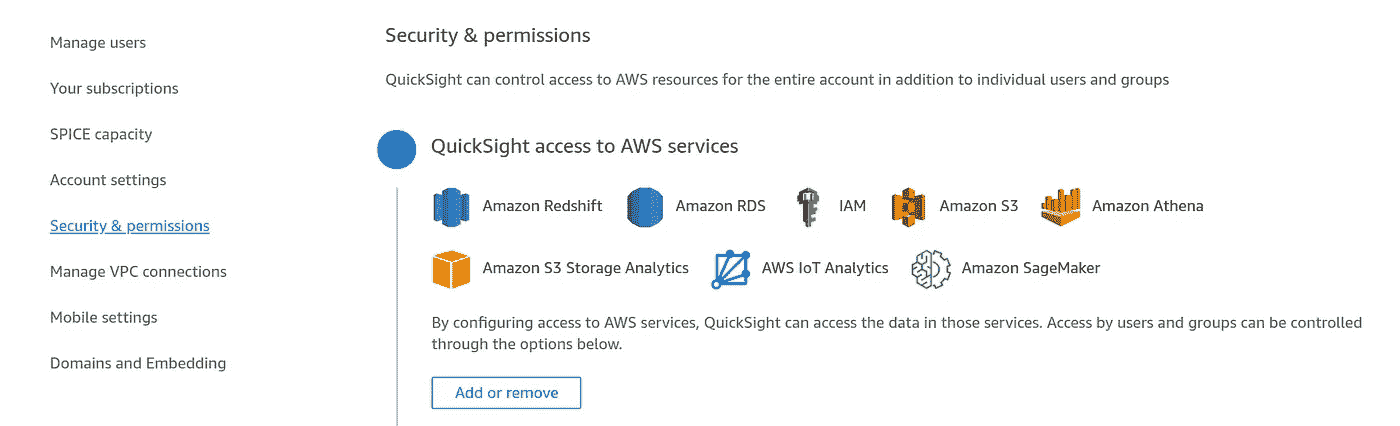 Manage users
Your subscriptions
SPICE capacity
Account settings
Security & permissions
Manage VPC connections
Mobile settings
Domains and Embedding
Security & permissions
QuickSight can control access to AWS resources for the entire account in addition to individual users and groups
QuickSight access to AWS services
Amazon Redshift Amazon RDS IAM Amazon S3 Amazon Athena
Amazon S3 Storage Analytics AWS IoT Analytics Amazon SageMaker
By configuring access to AWS services, QuickSight can access the data in those services. Access by users and groups can be controlled
through the options below.
Add or remove